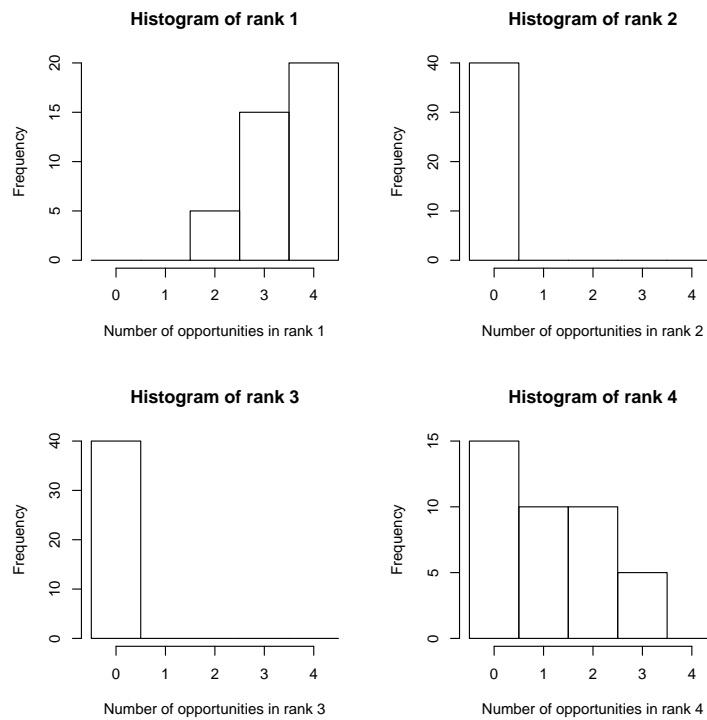 Histogram of rank 1
Frequency
20
15
10
5
0
0 1 2 3 4
Number of opportunities in rank 1
Histogram of rank 2
Frequency
40
30
20
10
0
0 1 2 3 4
Number of opportunities in rank 2
Histogram of rank 3
Frequency
40
30
20
10
0
0 1 2 3 4
Number of opportunities in rank 3
Histogram of rank 4
Frequency
15
10
5
0
0 1 2 3 4
Number of opportunities in rank 4